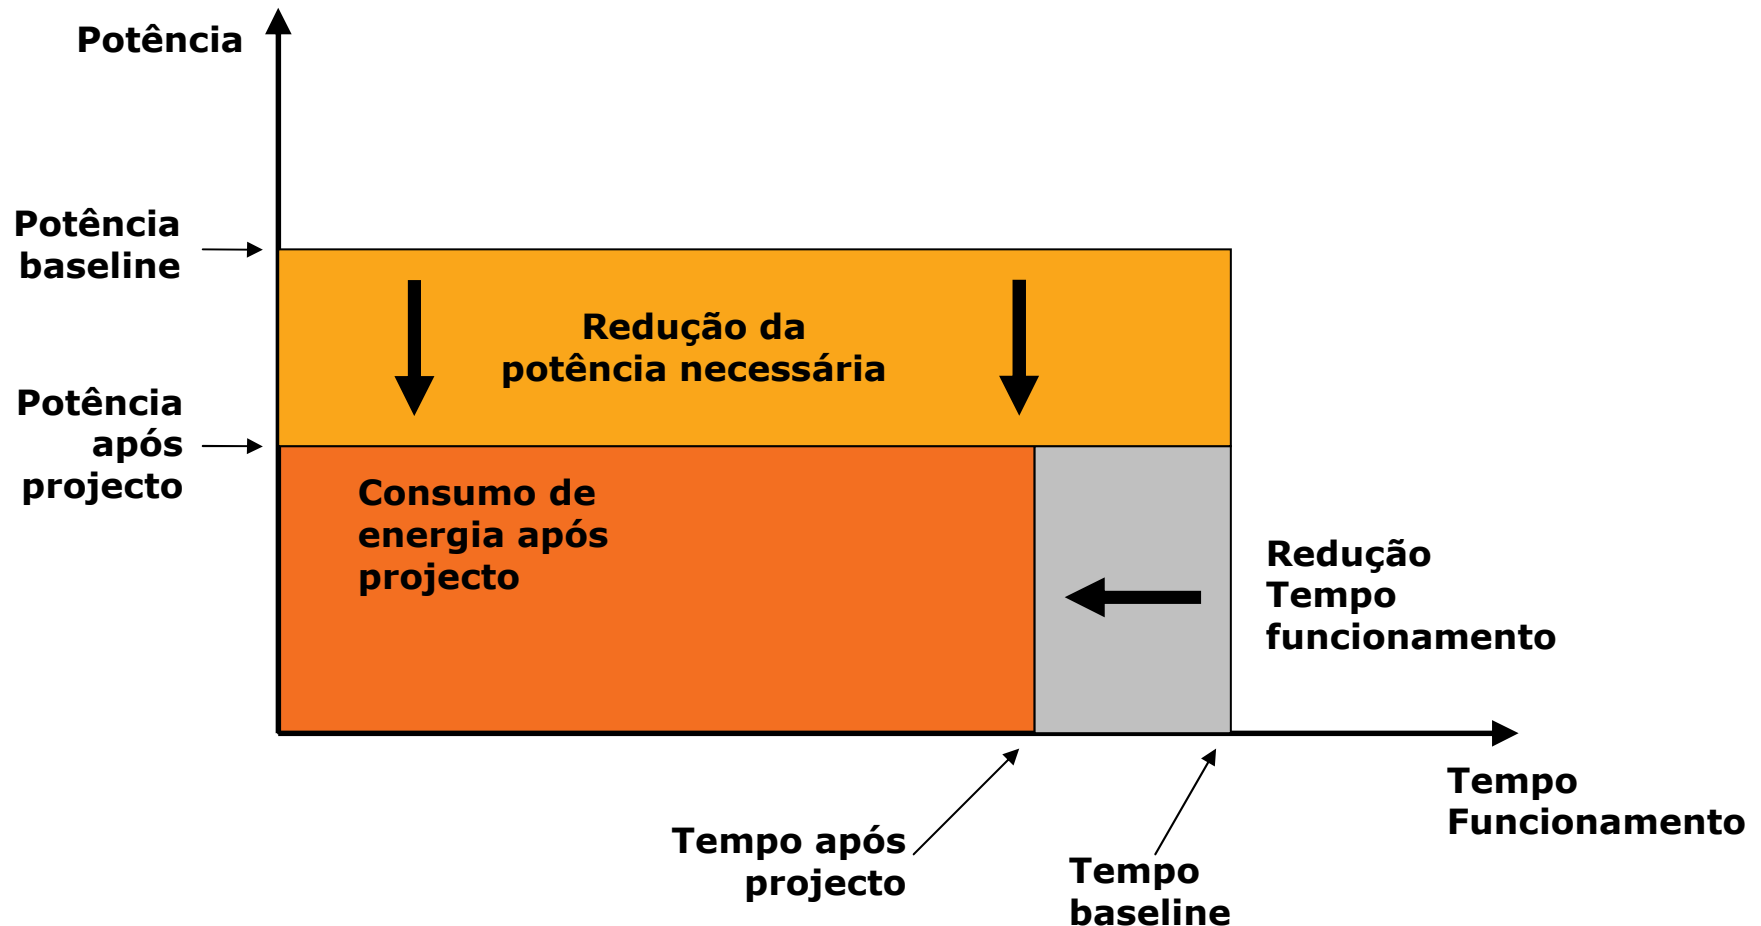 Potência
Potência
baseline
Redução da
potência necessária
Potência
após
projecto
Consumo de
energia após
projecto
Redução
Tempo
funcionamento
Tempo
Funcionamento
Tempo após
projecto
Tempo
baseline